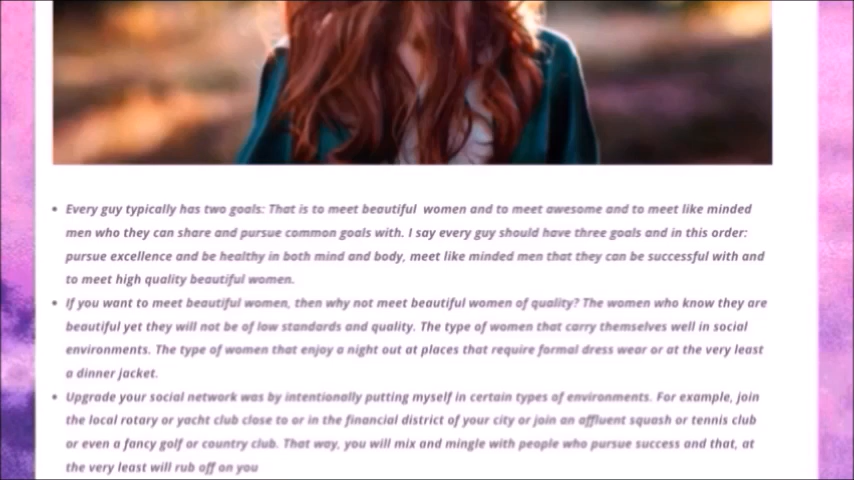 • Every guy typically has two goals: That is to meet beautiful women and to meet awesome and to meet like minded
men who they can share and pursue common goals with. I say every guy should have three goals and in this order:
pursue excellence and be healthy in both mind and body, meet like minded men that they can be successful with and
to meet high quality beautiful women.
• If you want to meet beautiful women, then why not meet beautiful women of quality? The women who know they are
beautiful yet they will not be of low standards and quality. The type of women that carry themselves well in social
environments. The type of women that enjoy a night out at places that require formal dress wear or at the very least
a dinner jacket.
• Upgrade your social network was by intentionally putting myself in certain types of environments. For example, join
the local rotary or yacht club close to or in the financial district of your city or join an affluent squash or tennis club
or even a fancy golf or country club. That way, you will mix and mingle with people who pursue success and that, at
the very least will rub off on you